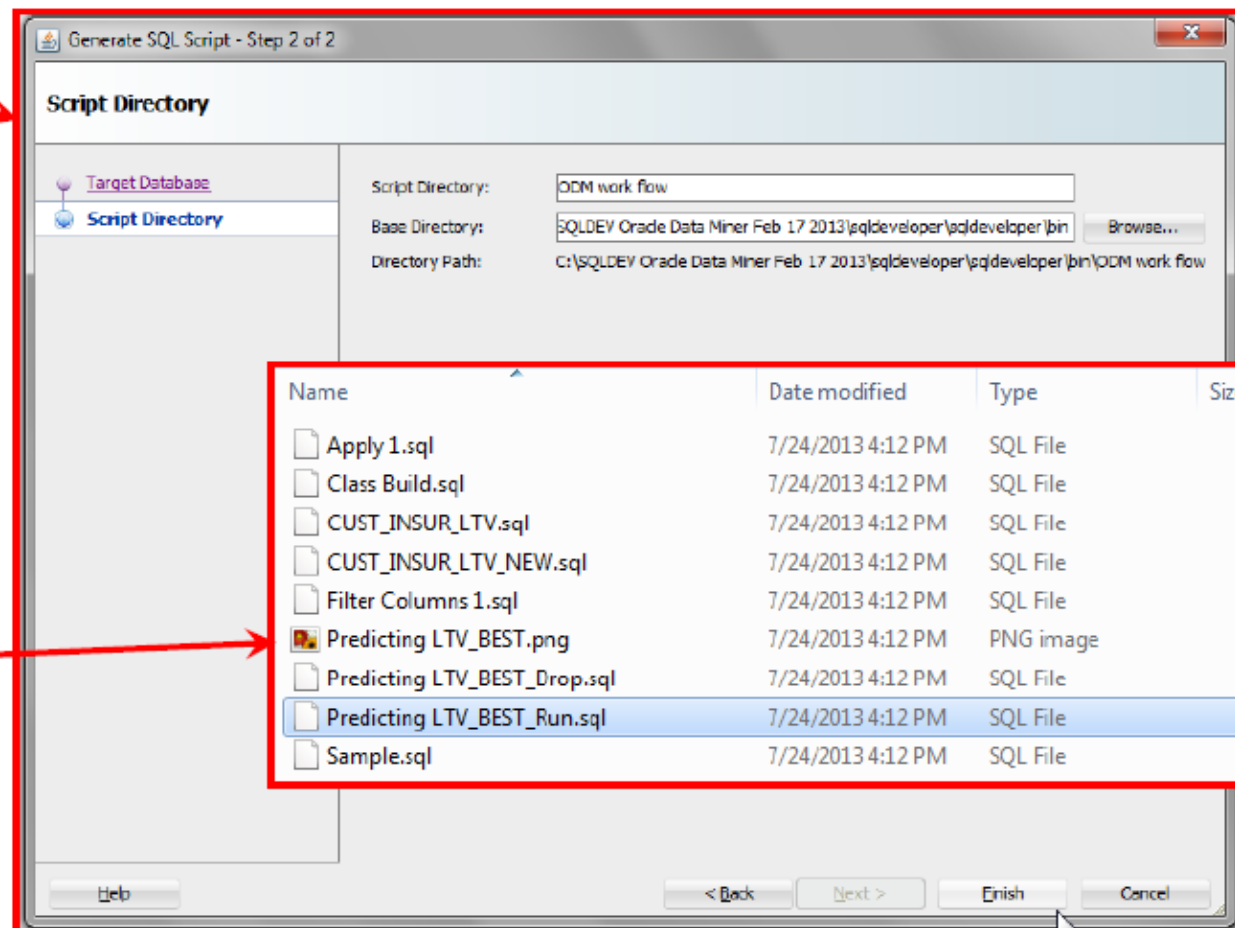 Generate SQL Script - Step 2 of 2
Script Directory
Target Database
Script Directory
Script Directory: ODM work flow
Base Directory: SQLDEV Oracle Data Miner Feb 17 2013\sqldeveloper\sqldeveloper\bin Browse...
Directory Path: C:\SQLDEV Oracle Data Miner Feb 17 2013\sqldeveloper\sqldeveloper\bin\ODM work flow
Name Date modified Type Siz
Apply 1.sql 7/24/2013 4:12 PM SQL File
Class Build.sql 7/24/2013 4:12 PM SQL File
CUST_INSUR_LTV.sql 7/24/2013 4:12 PM SQL File
CUST_INSUR_LTV_NEW.sql 7/24/2013 4:12 PM SQL File
Filter Columns 1.sql 7/24/2013 4:12 PM SQL File
Predicting LTV_BEST.png 7/24/2013 4:12 PM PNG image
Predicting LTV_BEST_Drop.sql 7/24/2013 4:12 PM SQL File
Predicting LTV_BEST_Run.sql 7/24/2013 4:12 PM SQL File
Sample.sql 7/24/2013 4:12 PM SQL File
Help < Back Next > Finish Cancel